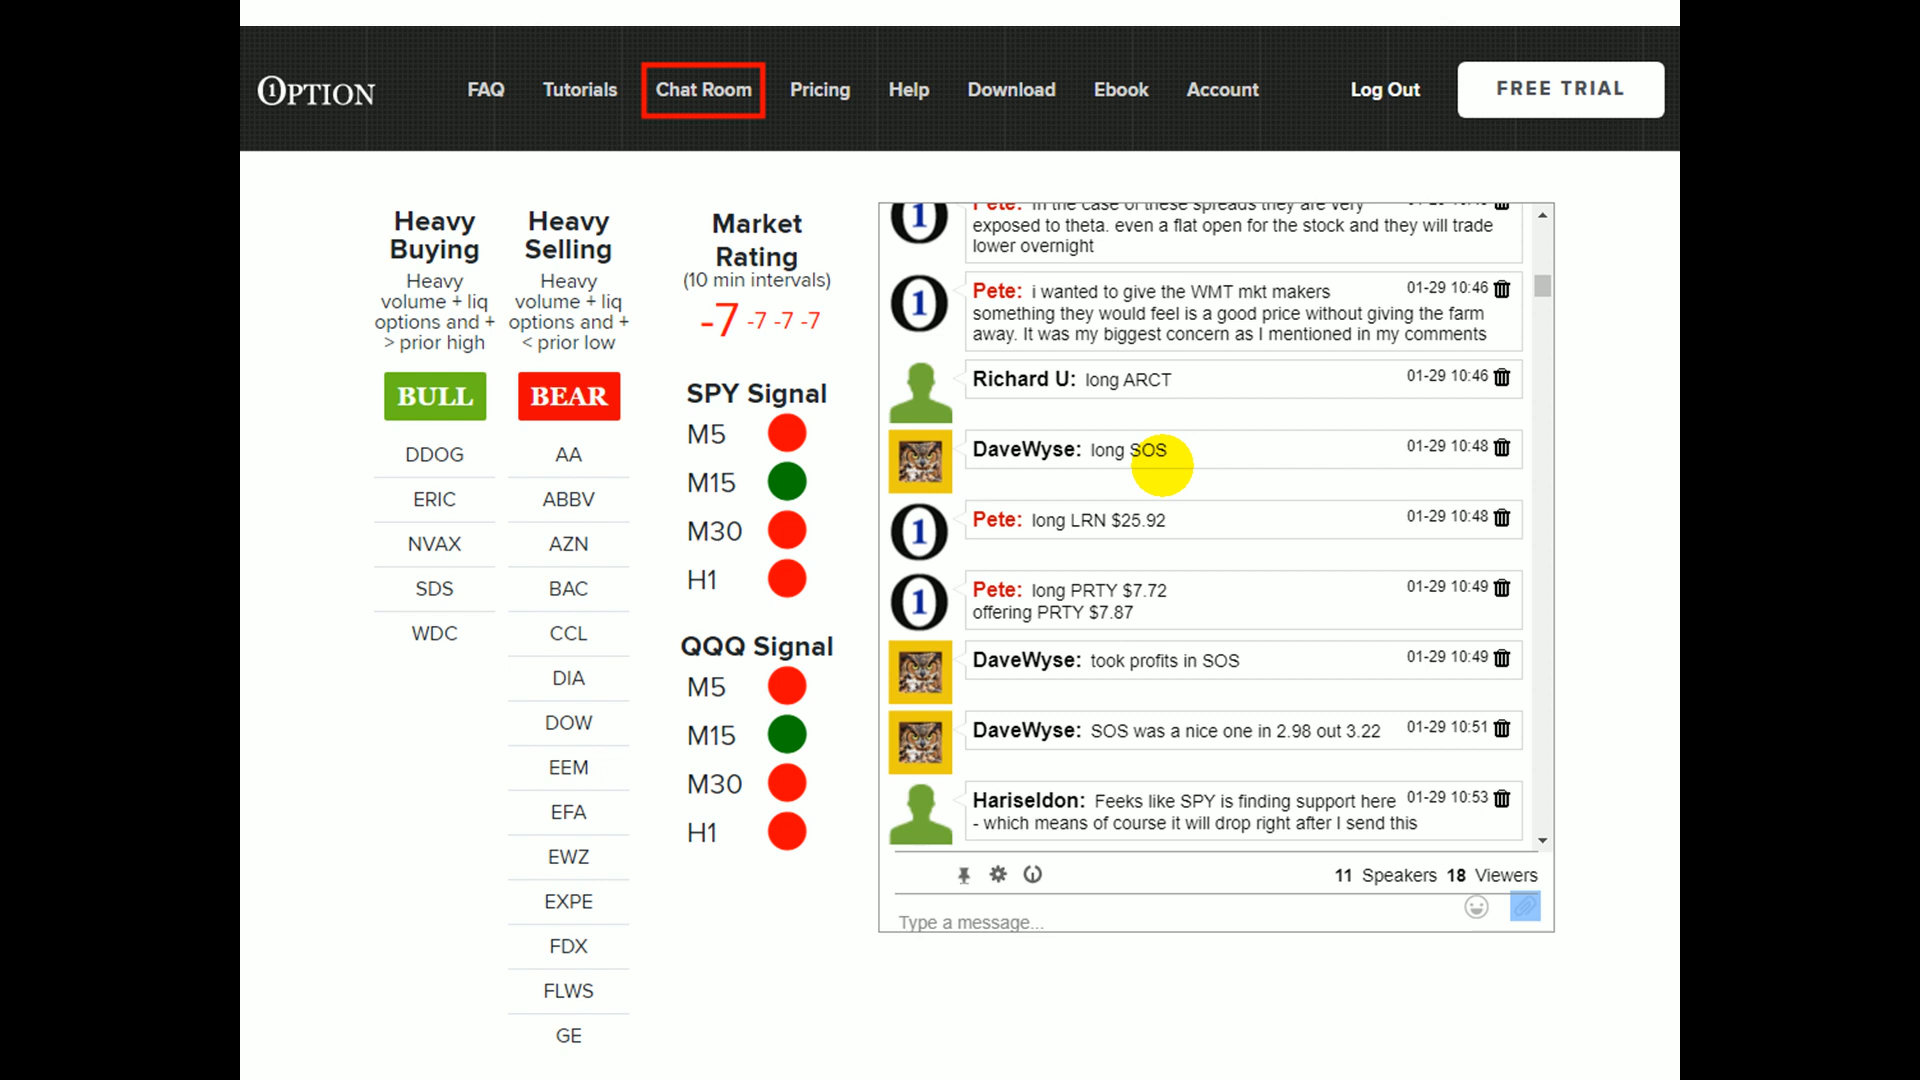 1OPTION
FAQ
Tutorials
Chat Room
Pricing
Help
Download
Ebook
Account
Log Out
FREE TRIAL
Heavy
Buying
Heavy
volume + liq
options and +
> prior high
BULL
DDOG
ERIC
NVAX
SDS
WDC
Heavy
Selling
Heavy
volume + liq
options and +
< prior low
BEAR
AA
ABBV
AZN
BAC
CCL
DIA
DOW
EEM
EFA
EWZ
EXPE
FDX
FLWS
GE
Market
Rating
(10 min intervals)
-7 -7 -7 -7
SPY Signal
M5
M15
M30
H1
QQQ Signal
M5
M15
M30
H1
Pete: in the case of these spreads they are very
exposed to theta. even a flat open for the stock and they will trade
lower overnight
Pete: i wanted to give the WMT mkt makers 01-29 10:46
something they would feel is a good price without giving the farm
away. It was my biggest concern as I mentioned in my comments
Richard U: long ARCT 01-29 10:46
DaveWyse: long SOS 01-29 10:48
Pete: long LRN $25.92 01-29 10:48
Pete: long PRTY $7.72 01-29 10:49
offering PRTY $7.87
DaveWyse: took profits in SOS 01-29 10:49
DaveWyse: SOS was a nice one in 2.98 out 3.22 01-29 10:51
Hariseldon: Feeks like SPY is finding support here 01-29 10:53
- which means of course it will drop right after I send this
11 Speakers 18 Viewers
Type a message...